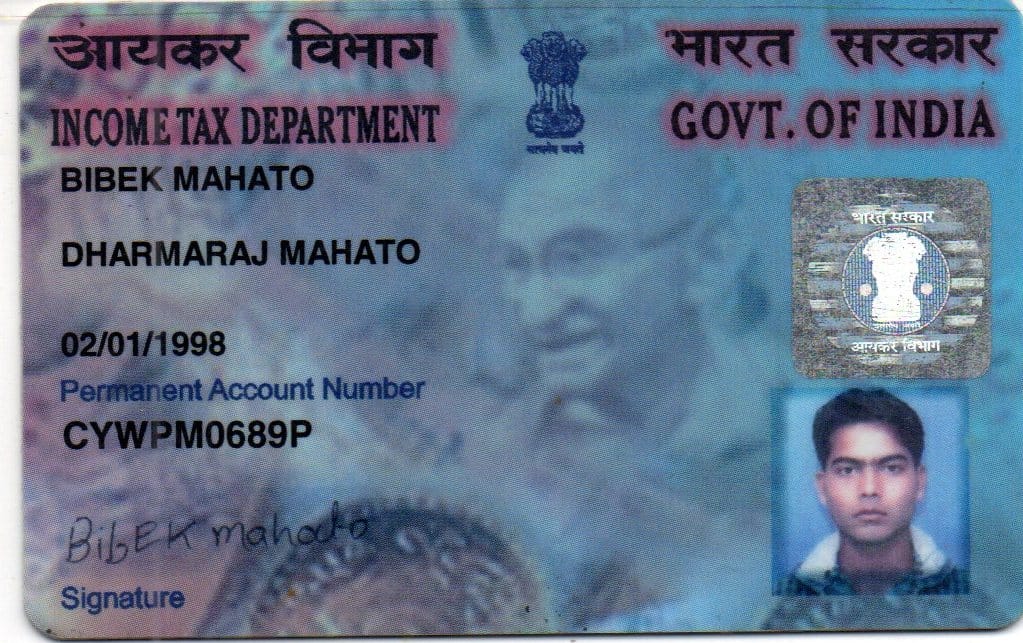 आयकर विभाग
भारत सरकार
INCOME TAX DEPARTMENT
GOVT. OF INDIA
सत्यमेव जयते
BIBEK MAHATO
DHARMARAJ MAHATO
भारत सरकार
आयकर विभाग
02/01/1998
Permanent Account Number
CYWPM0689P
BibEK mahato
Signature